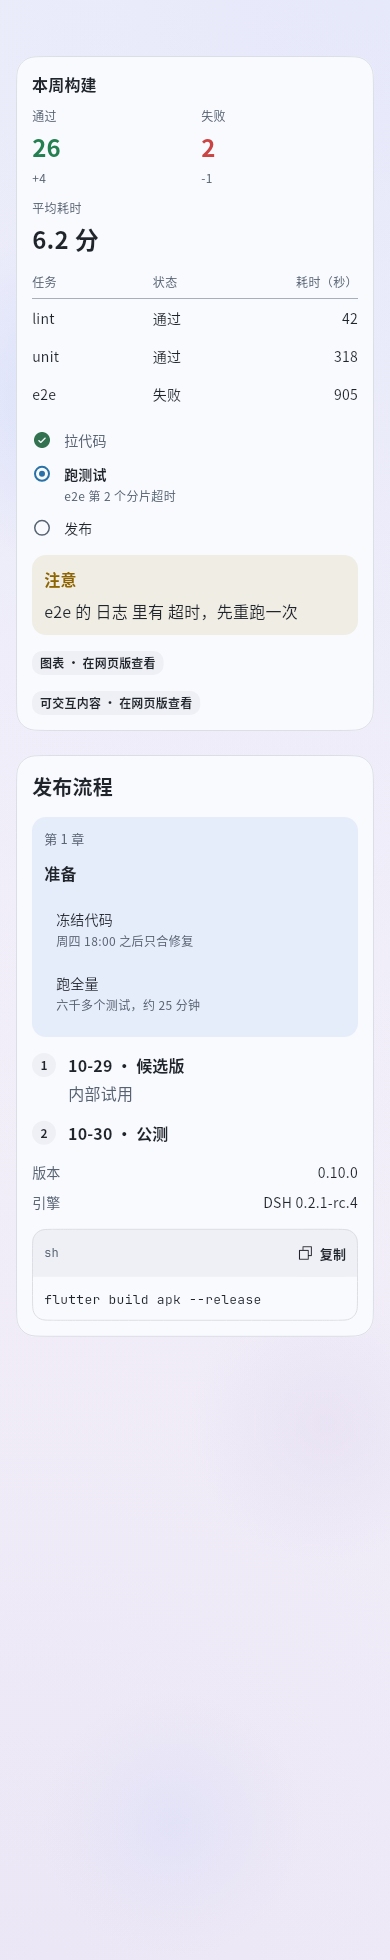 本周构建
通过 失败
26 2
+4 -1
平均耗时
6.2 分
任务 状态 耗时（秒）
lint 通过 42
unit 通过 318
e2e 失败 905
拉代码
跑测试
e2e 第 2 个分片超时
发布
注意
e2e 的 日志 里有 超时，先重跑一次
图表 · 在网页版查看
可交互内容 · 在网页版查看
发布流程
第 1 章
准备
冻结代码
周四 18:00 之后只合修复
跑全量
六千多个测试，约 25 分钟
1 10-29 · 候选版
内部试用
2 10-30 · 公测
版本 0.10.0
引擎 DSH 0.2.1-rc.4
sh 复制
flutter build apk --release